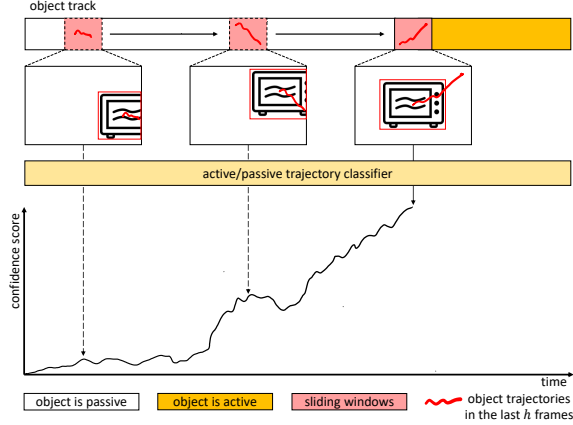 object track
active/passive trajectory classifier
confidence score
time
object is passive
object is active
sliding windows
object trajectories
in the last h frames